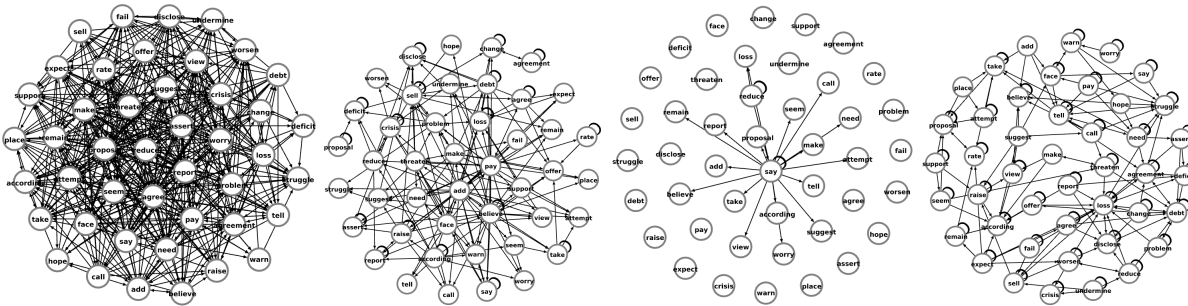 fail
disclose
undermine
sell
offer
view
worsen
expect
rate
debt
suggest
crisis
support
make
threaten
change
assert
deficit
place
remain
proposal
reduce
worry
loss
report
according
attempt
seem
problem
struggle
agree
take
face
pay
agreement
tell
say
need
hope
warn
call
raise
add
believe
hope
change
disclose
agreement
worsen
undermine
debt
sell
agree
expect
deficit
crisis
problem
loss
remain
rate
proposal
fail
make
reduce
threaten
pay
offer
place
struggle
suggest
need
add
support
believe
view
attempt
assert
raise
face
seem
report
according
warn
take
tell
call
say
worry
face
change
support
agreement
deficit
loss
undermine
offer
threaten
call
rate
reduce
seem
sell
remain
report
need
problem
proposal
make
fail
struggle
disclose
add
say
attempt
believe
take
tell
worsen
debt
according
agree
raise
pay
view
suggest
hope
worry
expect
assert
crisis
warn
place
add
warn
worry
take
face
say
place
believe
pay
hope
struggle
tell
proposal
attempt
call
need
assert
suggest
support
rate
make
view
threaten
agreement
deficit
seem
raise
report
offer
loss
change
debt
remain
according
agree
fail
disclose
problem
expect
worsen
reduce
sell
crisis
undermine